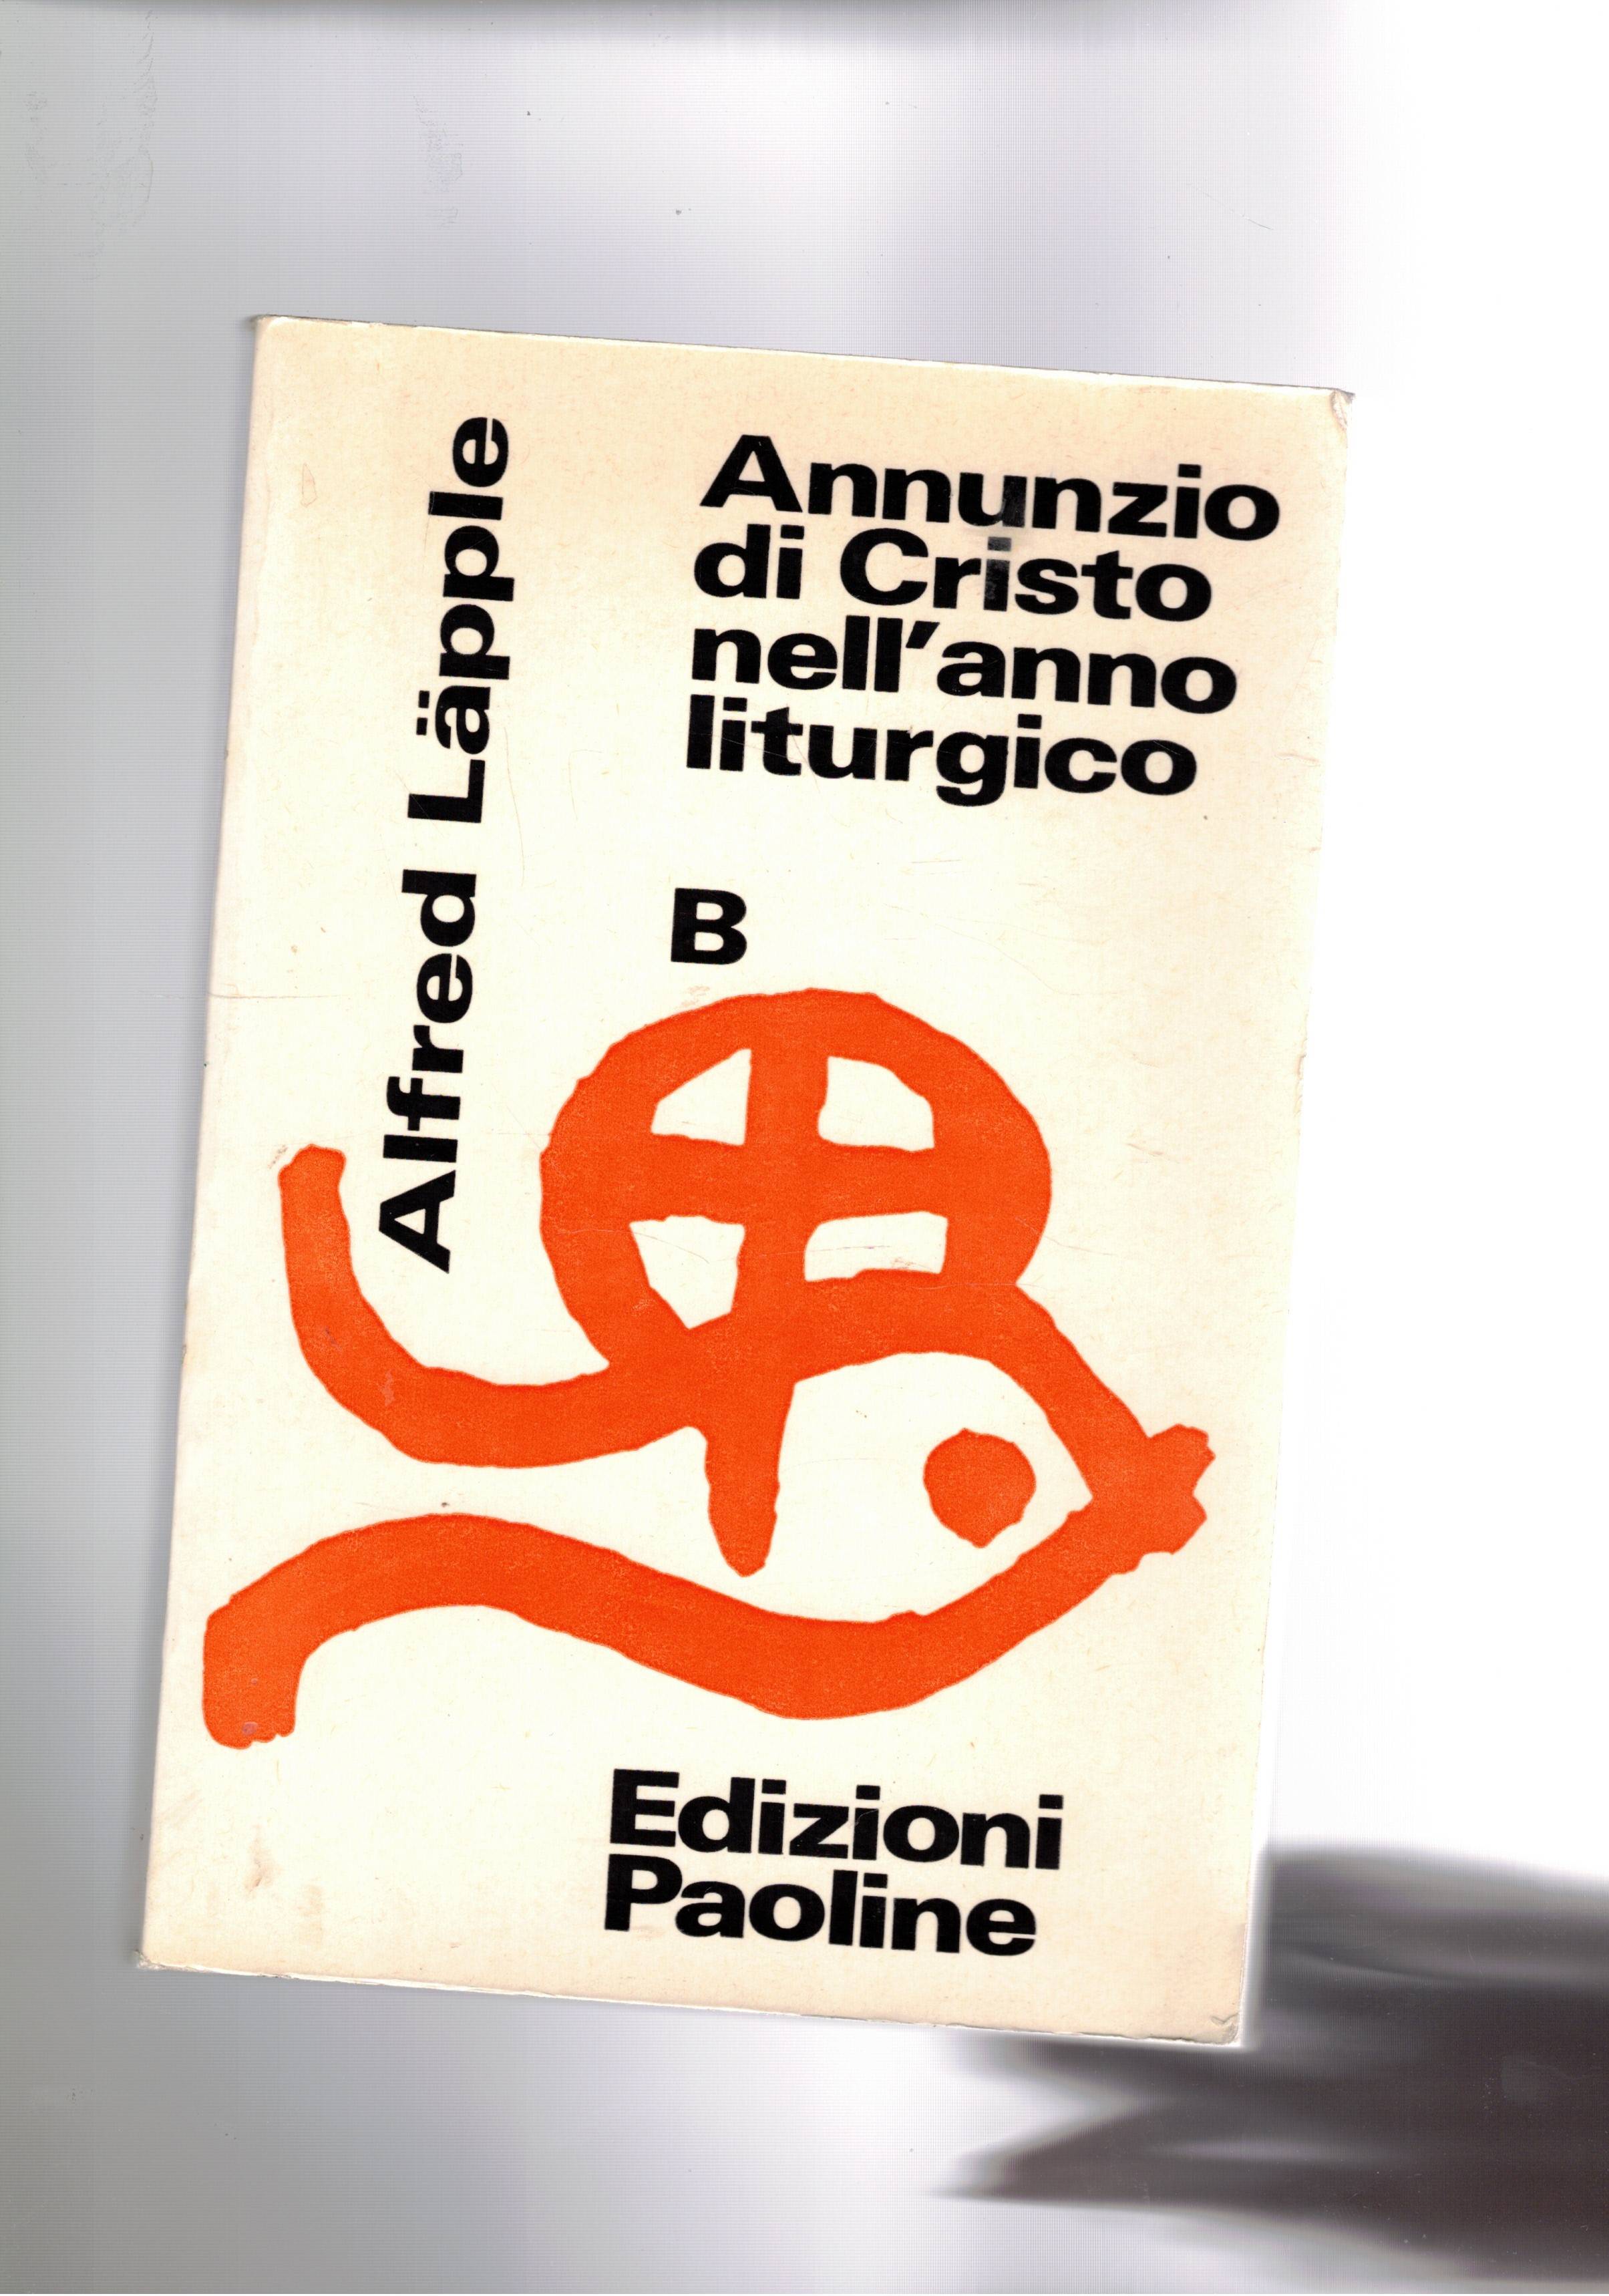 Alfred Läpple
Annunzio
di Cristo
nell'anno
liturgico
B
Edizioni
Paoline